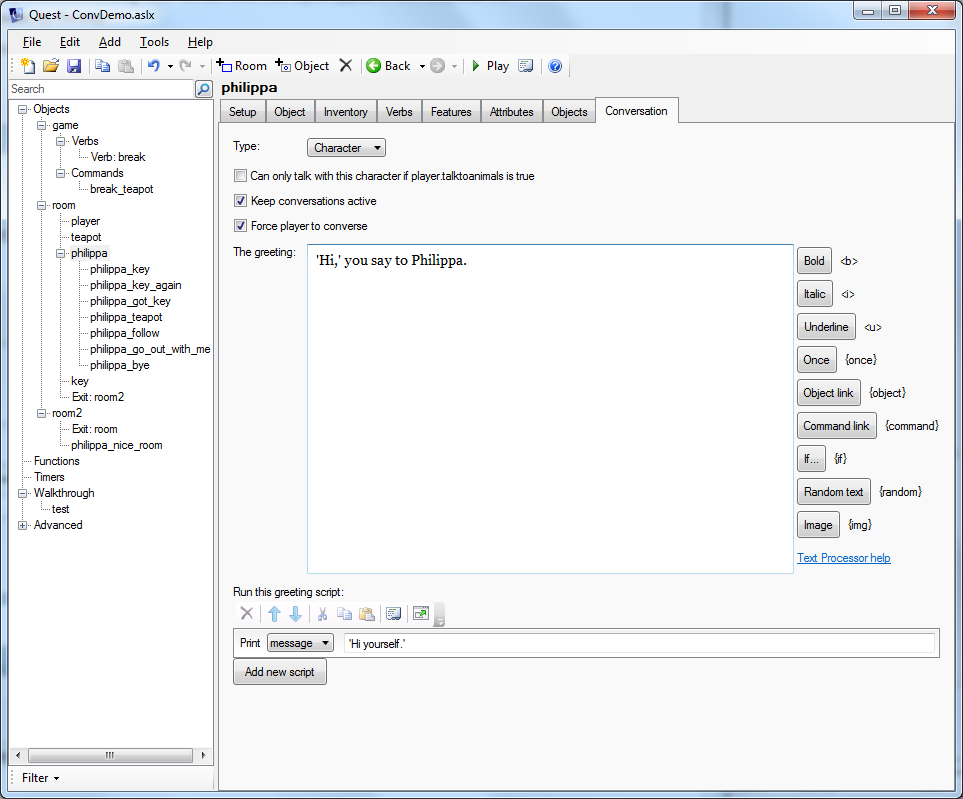 Quest - ConvDemo.aslx
File Edit Add Tools Help
Room Object Back Play
Search
Objects
game
Verbs
Verb: break
Commands
break_teapot
room
player
teapot
philippa
philippa_key
philippa_key_again
philippa_got_key
philippa_teapot
philippa_follow
philippa_go_out_with_me
philippa_bye
key
Exit: room2
room2
Exit: room
philippa_nice_room
Functions
Timers
Walkthrough
test
Advanced
Filter
philippa
Setup Object Inventory Verbs Features Attributes Objects Conversation
Type: Character
Can only talk with this character if player.talktoanimals is true
Keep conversations active
Force player to converse
The greeting: 'Hi,' you say to Philippa.
Bold <b>
Italic <i>
Underline <u>
Once {once}
Object link {object}
Command link {command}
If... {if}
Random text {random}
Image {img}
Text Processor help
Run this greeting script:
Print message 'Hi yourself.'
Add new script